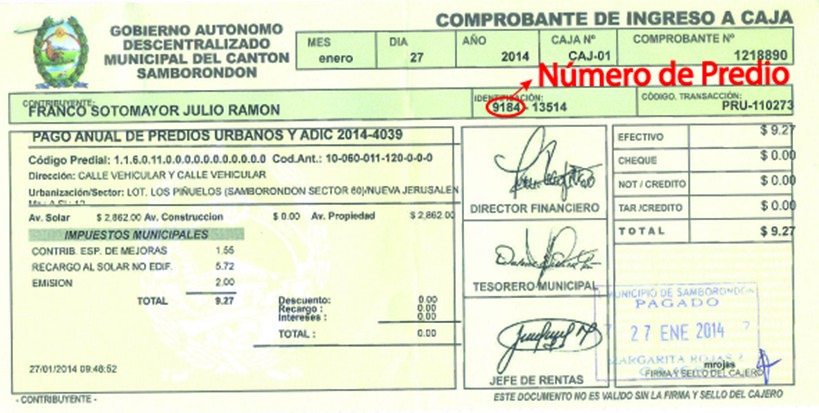 COMPROBANTE DE INGRESO A CAJA
GOBIERNO AUTONOMO
DESCENTRALIZADO
MUNICIPAL DEL CANTON
SAMBORONDON
MES DIA AÑO CAJA Nº COMPROBANTE Nº
enero 27 2014 CAJ-01 1218890
Número de Predio
CONTRIBUYENTE: IDENTIFICACIÓN: CÓDIGO. TRANSACCIÓN:
FRANCO SOTOMAYOR JULIO RAMON 9184 - 13514 PRU-110273
PAGO ANUAL DE PREDIOS URBANOS Y ADIC 2014-4039
Código Predial: 1.1.6.0.11.0.0.0.0.0.0.0.0.0.0 Cod.Ant.: 10-060-011-120-0-0-0
Dirección: CALLE VEHICULAR Y CALLE VEHICULAR
Urbanización/Sector: LOT. LOS PIÑUELOS (SAMBORONDON SECTOR 60)/NUEVA JERUSALEN
Av. Solar $ 2,862.00 Av. Construccion $ 0.00 Av. Propiedad $ 2,862.00
IMPUESTOS MUNICIPALES
CONTRIB. ESP. DE MEJORAS 1.55
RECARGO AL SOLAR NO EDIF. 5.72
EMISION 2.00
TOTAL 9.27
Descuento: 0.00
Recargo : 0.00
Intereses : 0.00
TOTAL : 0.00
27/01/2014 09:48:52
- CONTRIBUYENTE -
DIRECTOR FINANCIERO
TESORERO MUNICIPAL
JEFE DE RENTAS
EFECTIVO $ 9.27
CHEQUE $ 0.00
NOT / CREDITO $ 0.00
TAR /CREDITO $ 0.00
TOTAL $ 9.27
MUNICIPIO DE SAMBORONDON
PAGADO
27 ENE 2014
MARGARITA ROJAS
mrojas
FIRMA Y SELLO DEL CAJERO
ESTE DOCUMENTO NO ES VALIDO SIN LA FIRMA Y SELLO DEL CAJERO